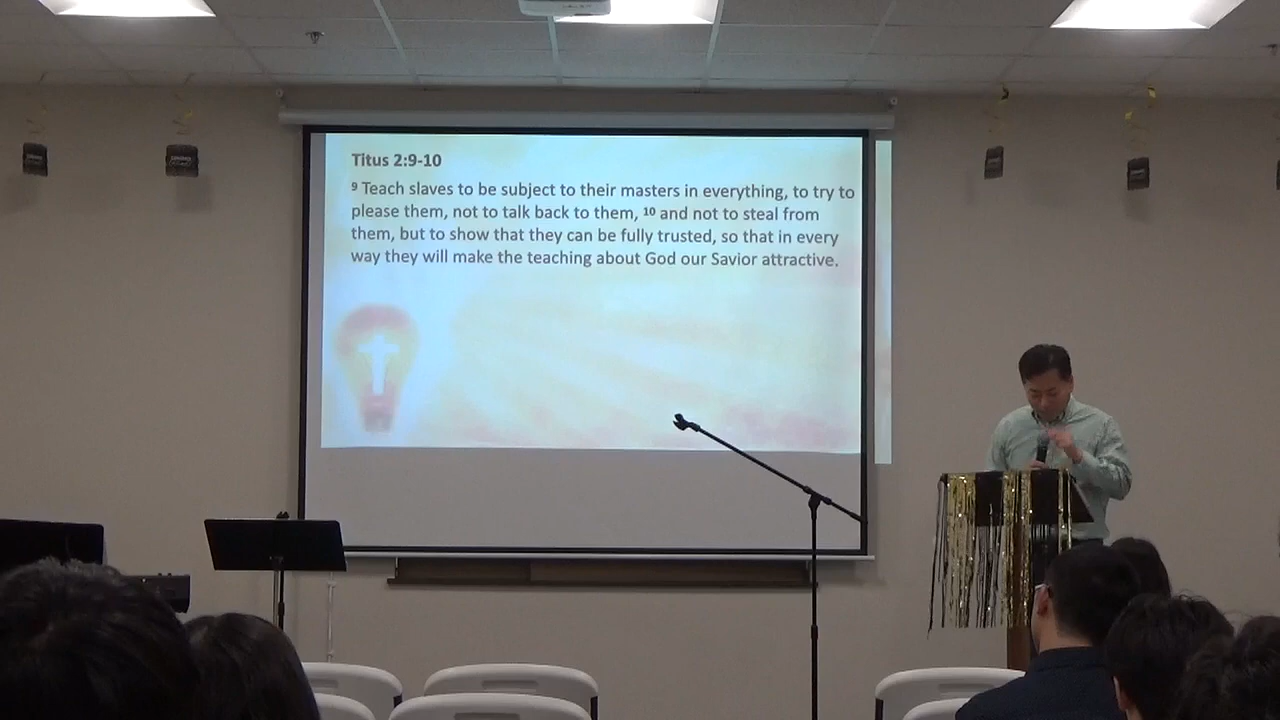 Titus 2:9-10
⁹ Teach slaves to be subject to their masters in everything, to try to
please them, not to talk back to them, ¹⁰ and not to steal from
them, but to show that they can be fully trusted, so that in every
way they will make the teaching about God our Savior attractive.